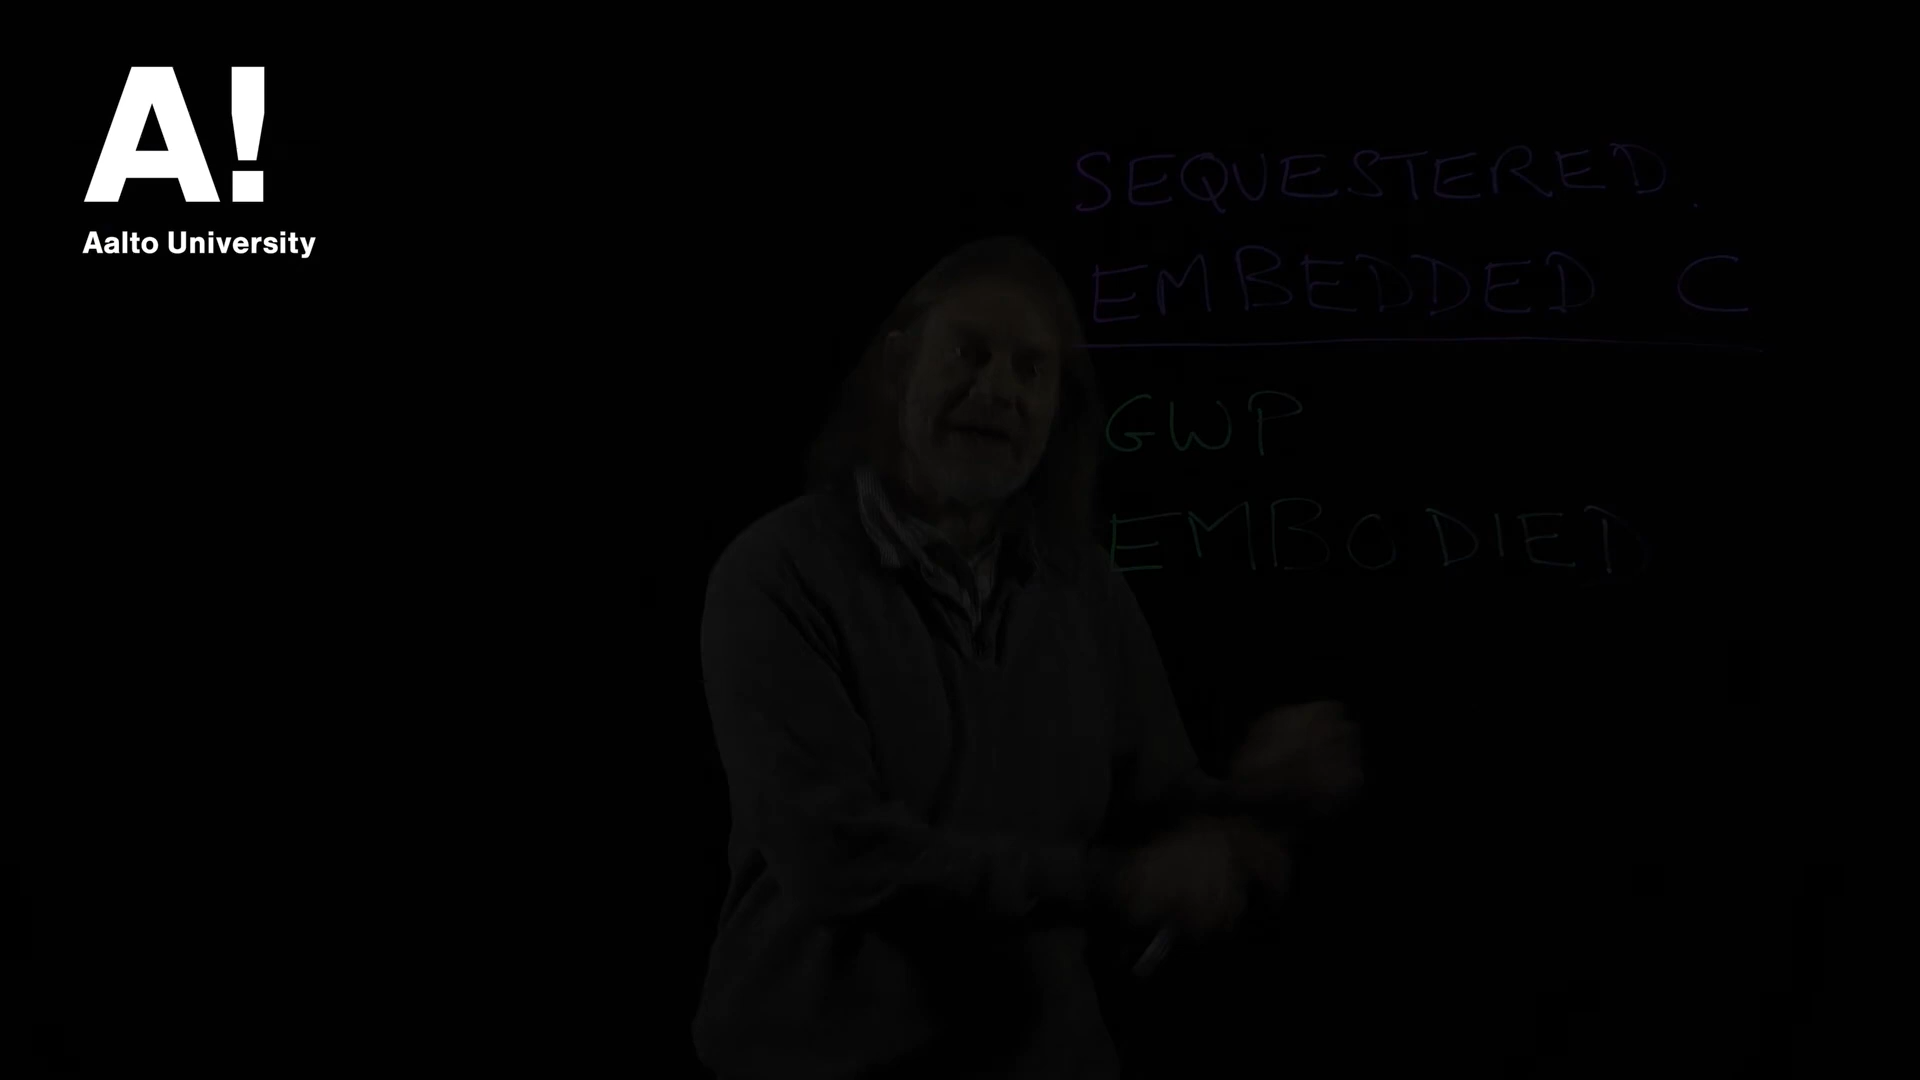 A!
Aalto University
SEQUESTERED.
EMBEDDED C
GWP
EMBODIED